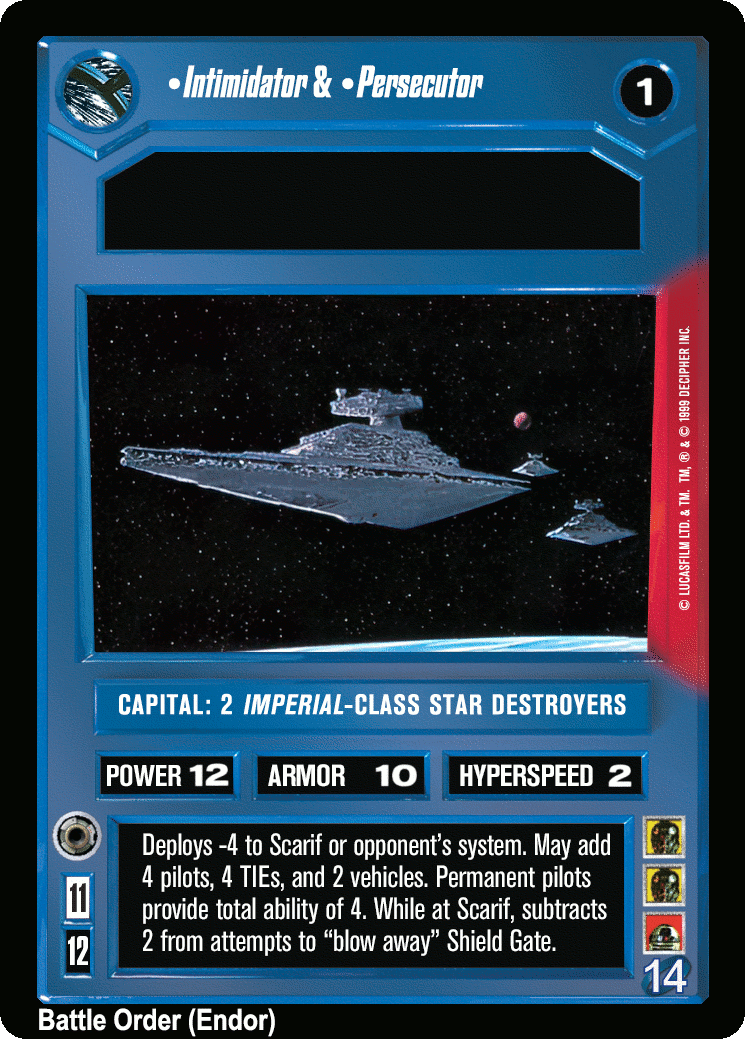 •Intimidator & •Persecutor
1
© LUCASFILM LTD. & TM. TM, ® & © 1999 DECIPHER INC.
CAPITAL: 2 IMPERIAL-CLASS STAR DESTROYERS
POWER 12 ARMOR 10 HYPERSPEED 2
Deploys -4 to Scarif or opponent's system. May add
4 pilots, 4 TIEs, and 2 vehicles. Permanent pilots
provide total ability of 4. While at Scarif, subtracts
2 from attempts to “blow away” Shield Gate.
11
12
14
Battle Order (Endor)